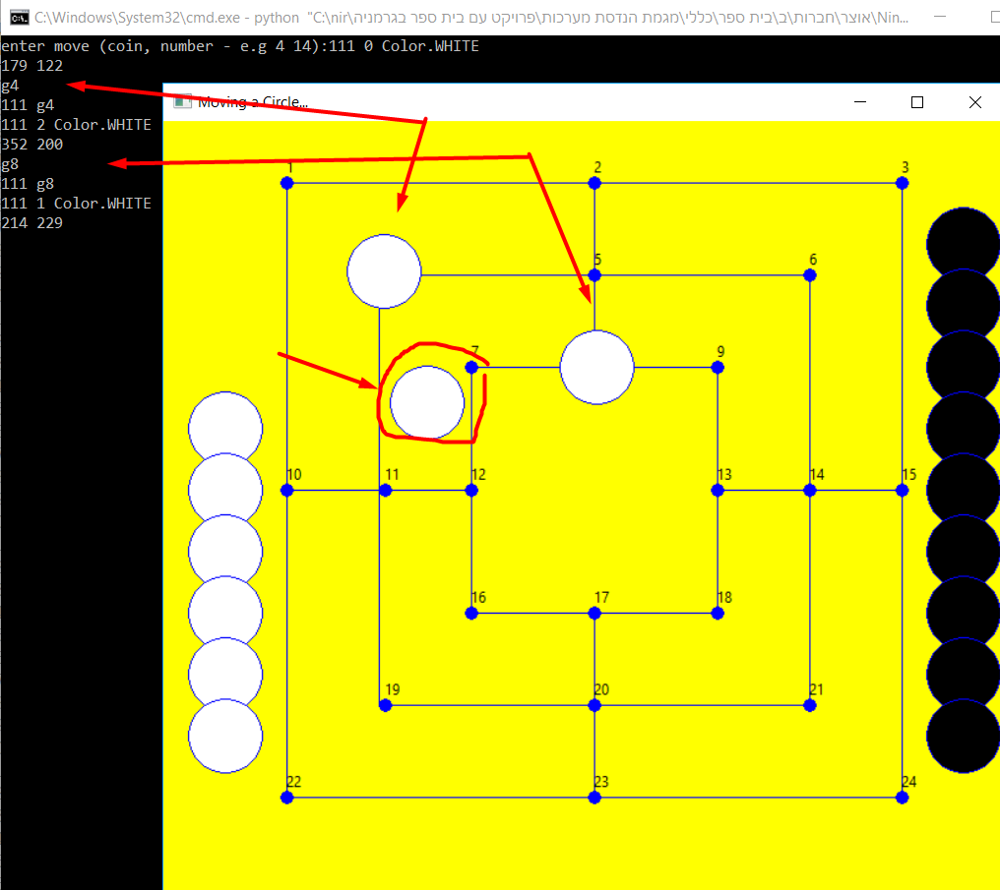 C:\Windows\System32\cmd.exe - python "C:\nir\אוצר\חברות\ב\בית ספר\כללי\מגמת הנדסת מערכות\פרויקט עם בית ספר בגרמניה\Nin...
enter move (coin, number - e.g 4 14):111 0 Color.WHITE
179 122
g4
111 g4
111 2 Color.WHITE
352 200
g8
111 g8
111 1 Color.WHITE
214 229
Moving a Circle...
1 2 3
5 6
7 9
10 11 12 13 14 15
16 17 18
19 20 21
22 23 24